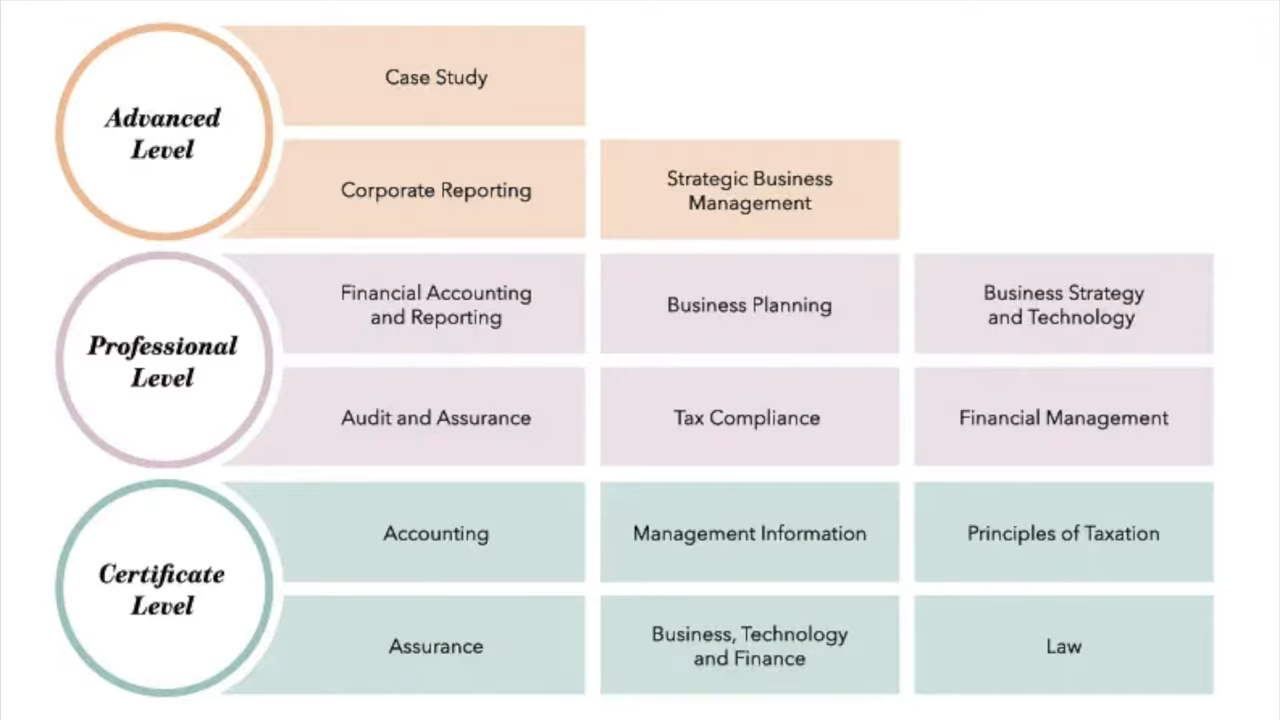 Advanced
Level
Case Study
Corporate Reporting
Strategic Business
Management
Professional
Level
Financial Accounting
and Reporting
Business Planning
Business Strategy
and Technology
Audit and Assurance
Tax Compliance
Financial Management
Certificate
Level
Accounting
Management Information
Principles of Taxation
Assurance
Business, Technology
and Finance
Law